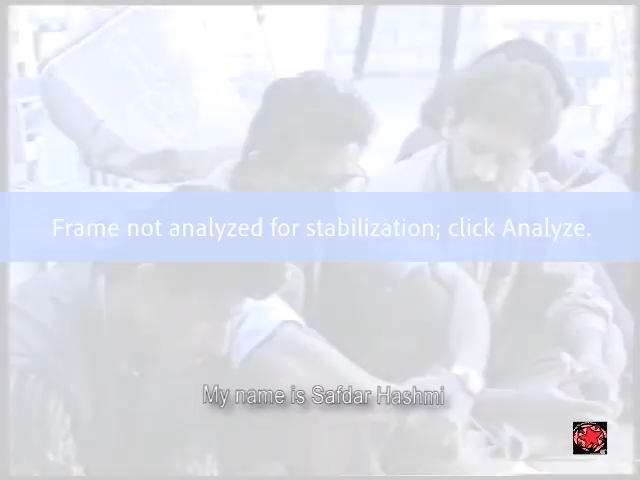 Frame not analyzed for stabilization; click Analyze.
My name is Safdar Hashmi